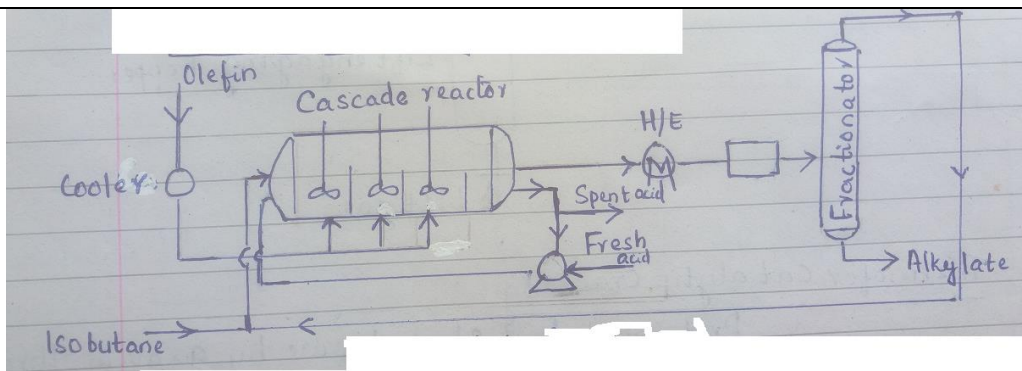 Olefin
Cascade reactor
H/E
Cooler
Spent acid
Fresh
acid
Fractionator
Alkylate
Isobutane